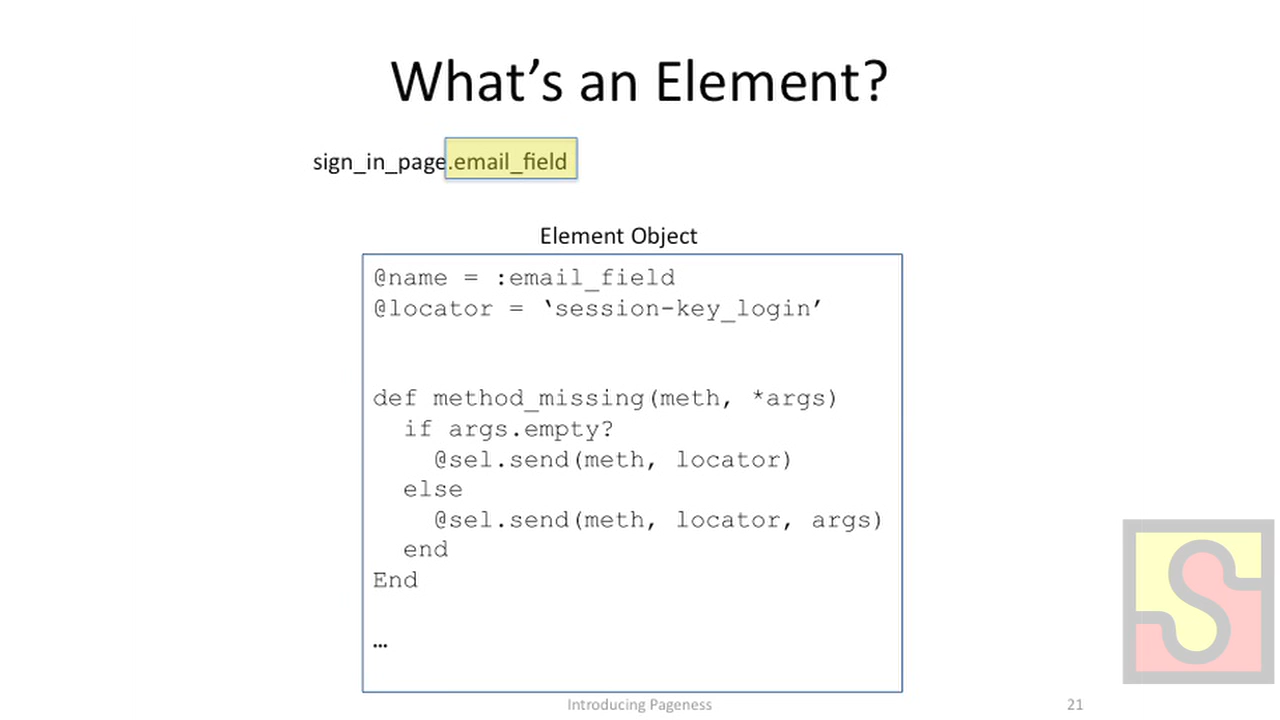 What’s an Element?
sign_in_page.email_field
Element Object
@name = :email_field
@locator = ‘session-key_login’
def method_missing(meth, *args)
  if args.empty?
    @sel.send(meth, locator)
  else
    @sel.send(meth, locator, args)
  end
End
…
Introducing Pageness
21